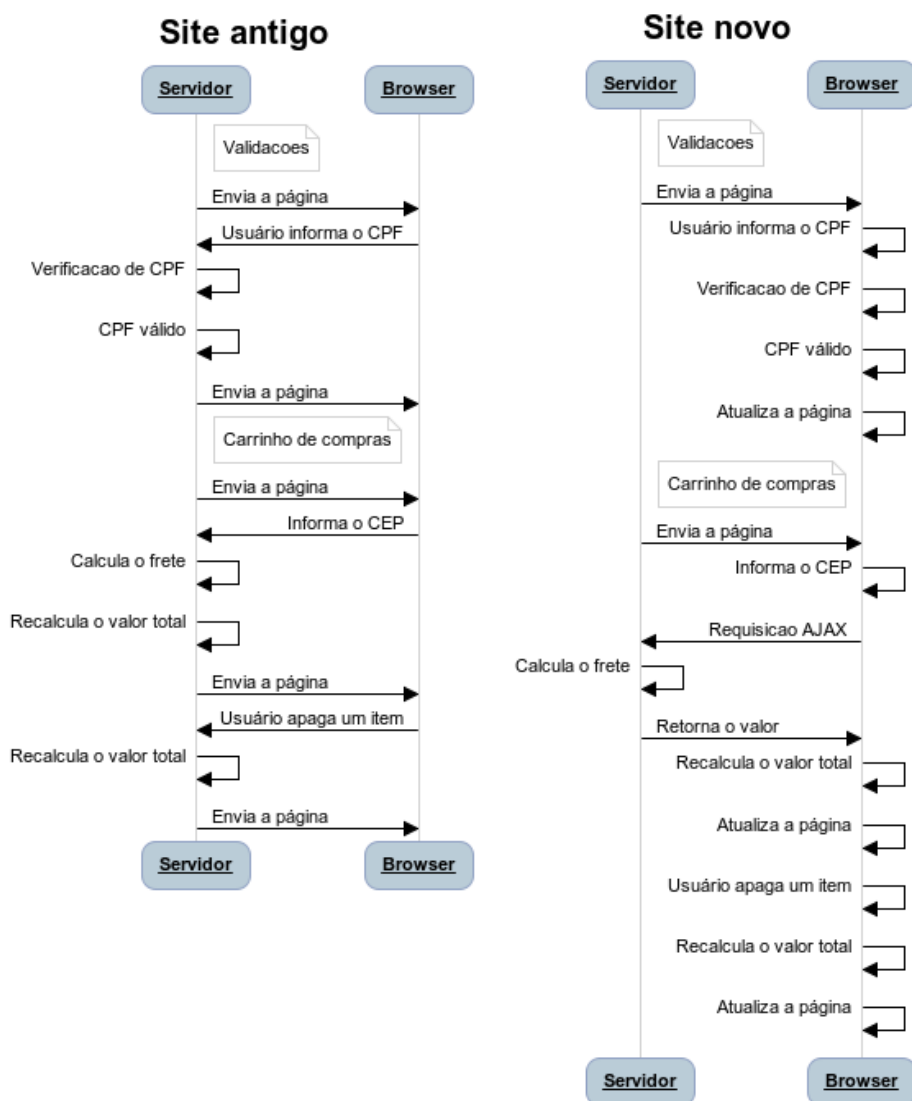 Site antigo
Servidor
Browser
Validacoes
Envia a página
Usuário informa o CPF
Verificacao de CPF
CPF válido
Envia a página
Carrinho de compras
Envia a página
Informa o CEP
Calcula o frete
Recalcula o valor total
Envia a página
Usuário apaga um item
Recalcula o valor total
Envia a página
Servidor
Browser
Site novo
Servidor
Browser
Validacoes
Envia a página
Usuário informa o CPF
Verificacao de CPF
CPF válido
Atualiza a página
Carrinho de compras
Envia a página
Informa o CEP
Requisicao AJAX
Calcula o frete
Retorna o valor
Recalcula o valor total
Atualiza a página
Usuário apaga um item
Recalcula o valor total
Atualiza a página
Servidor
Browser